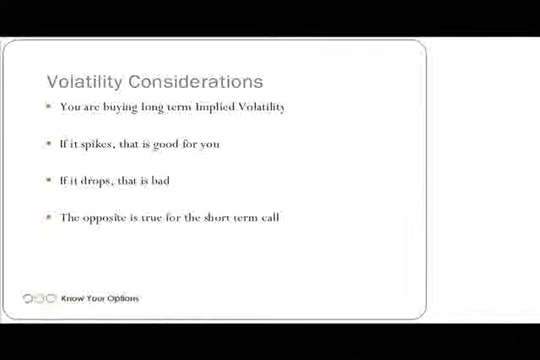 Volatility Considerations
You are buying long term Implied Volatility
If it spikes, that is good for you
If it drops, that is bad
The opposite is true for the short term call
Know Your Options